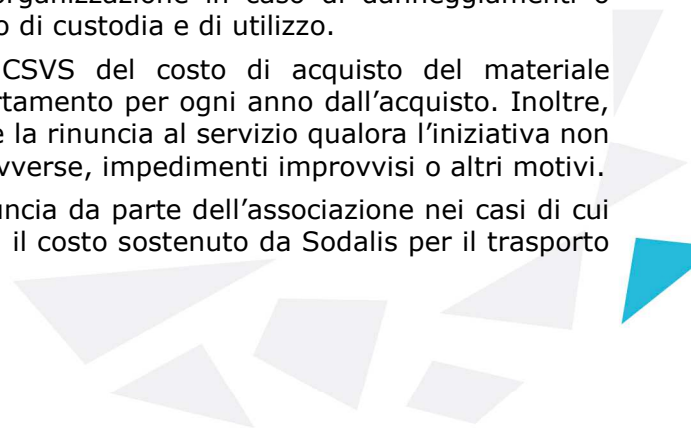 organizzazione in caso di danneggiamenti o
o di custodia e di utilizzo.
CSVS del costo di acquisto del materiale
rtamento per ogni anno dall’acquisto. Inoltre,
e la rinuncia al servizio qualora l’iniziativa non
vverse, impedimenti improvvisi o altri motivi.
uncia da parte dell’associazione nei casi di cui
il costo sostenuto da Sodalis per il trasporto